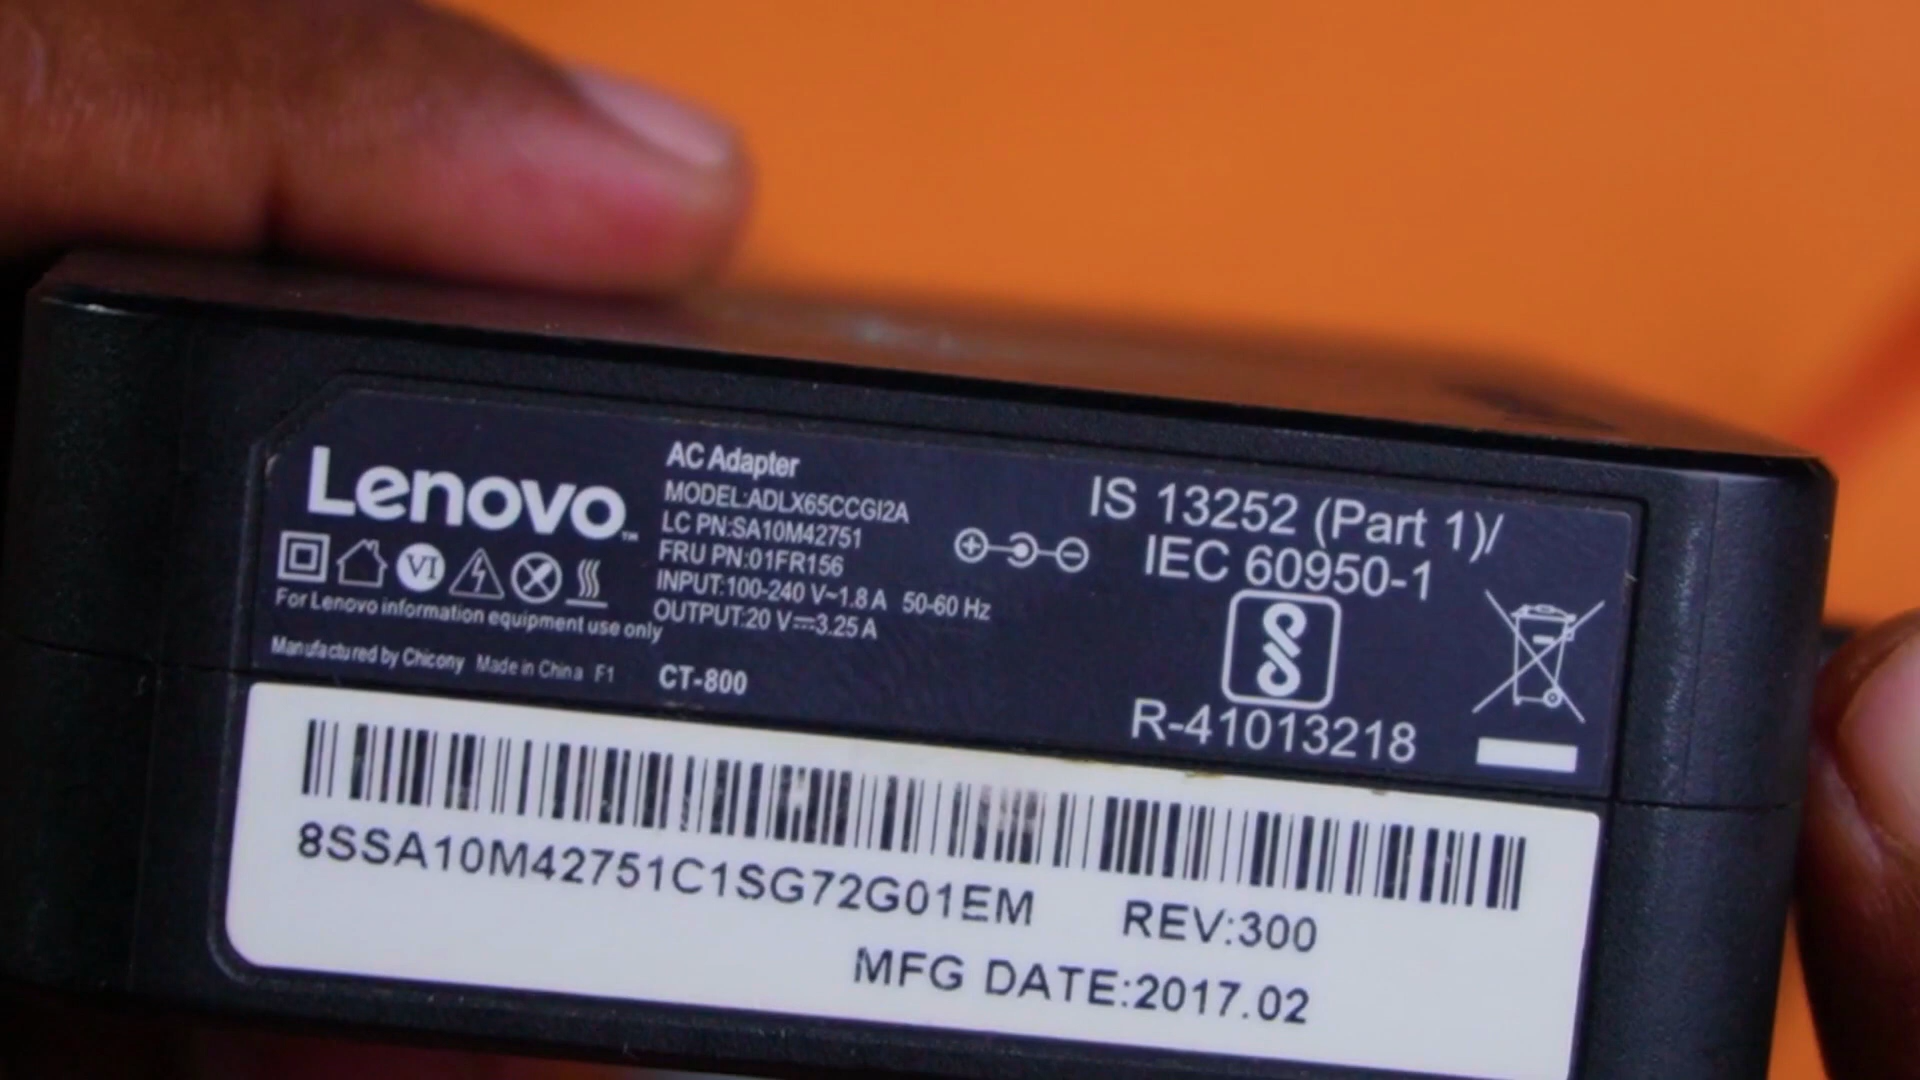 Lenovo™
AC Adapter
MODEL:ADLX65CCGI2A
LC PN:SA10M42751
FRU PN:01FR156
INPUT:100-240 V~1.8 A 50-60 Hz
OUTPUT:20 V⎓3.25 A
VI
For Lenovo information equipment use only
Manufactured by Chicony Made in China F1
CT-800
IS 13252 (Part 1)/
IEC 60950-1
R-41013218
8SSA10M42751C1SG72G01EM REV:300
MFG DATE:2017.02